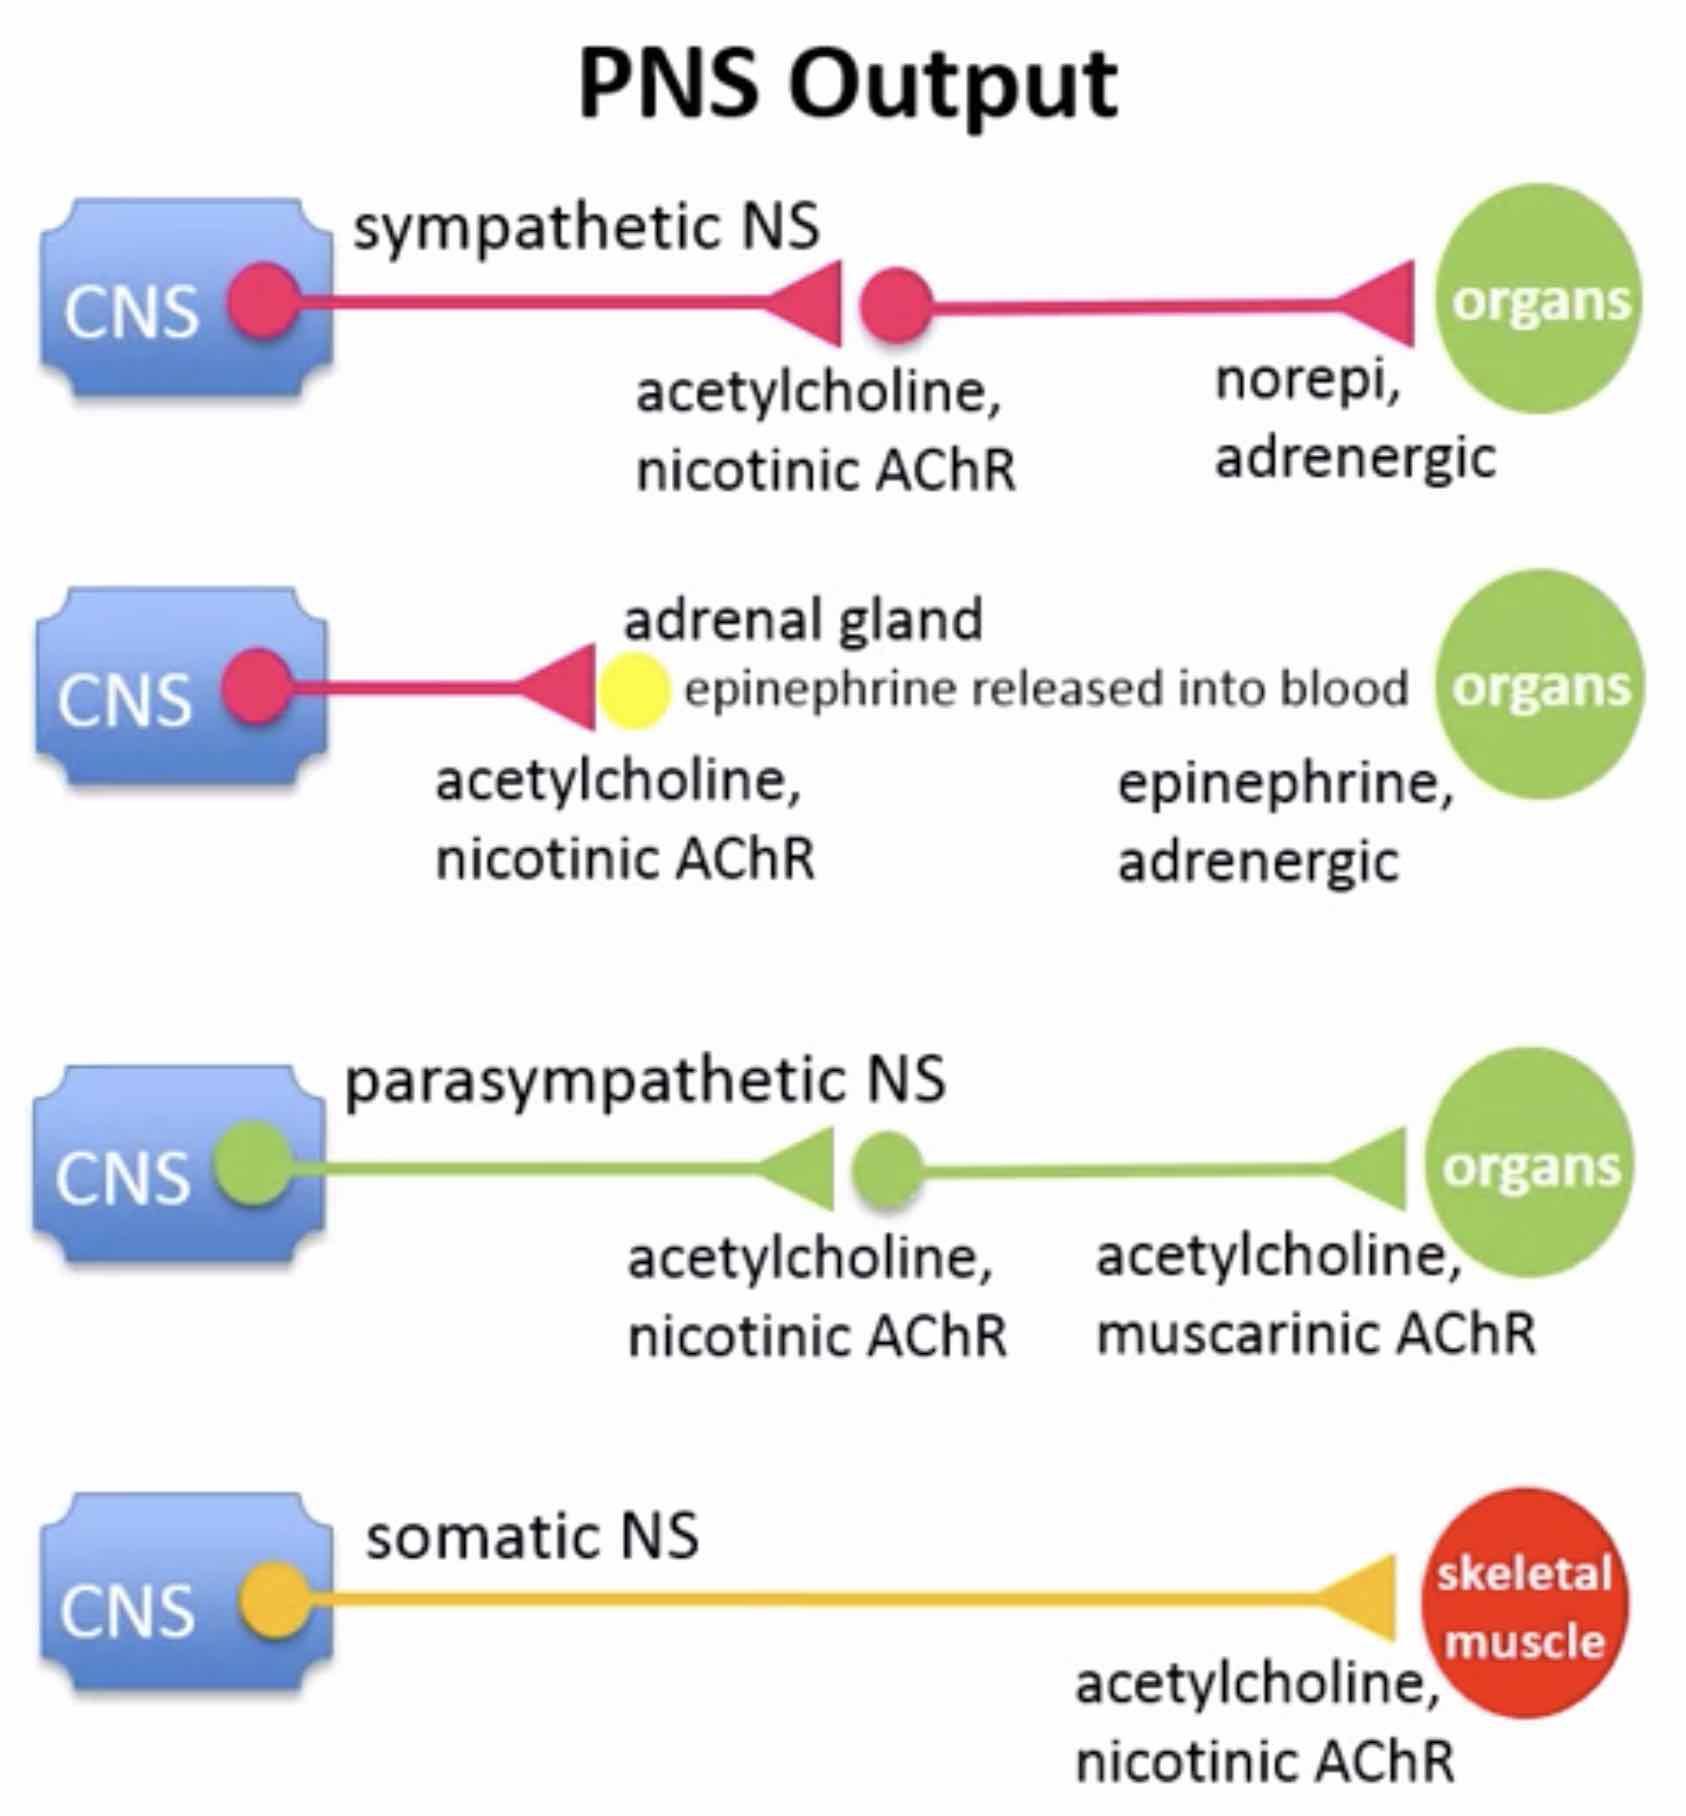 PNS Output
sympathetic NS
CNS
organs
acetylcholine,
nicotinic AChR
norepi,
adrenergic
adrenal gland
CNS
epinephrine released into blood
organs
acetylcholine,
nicotinic AChR
epinephrine,
adrenergic
parasympathetic NS
CNS
organs
acetylcholine,
nicotinic AChR
acetylcholine,
muscarinic AChR
somatic NS
CNS
skeletal
muscle
acetylcholine,
nicotinic AChR